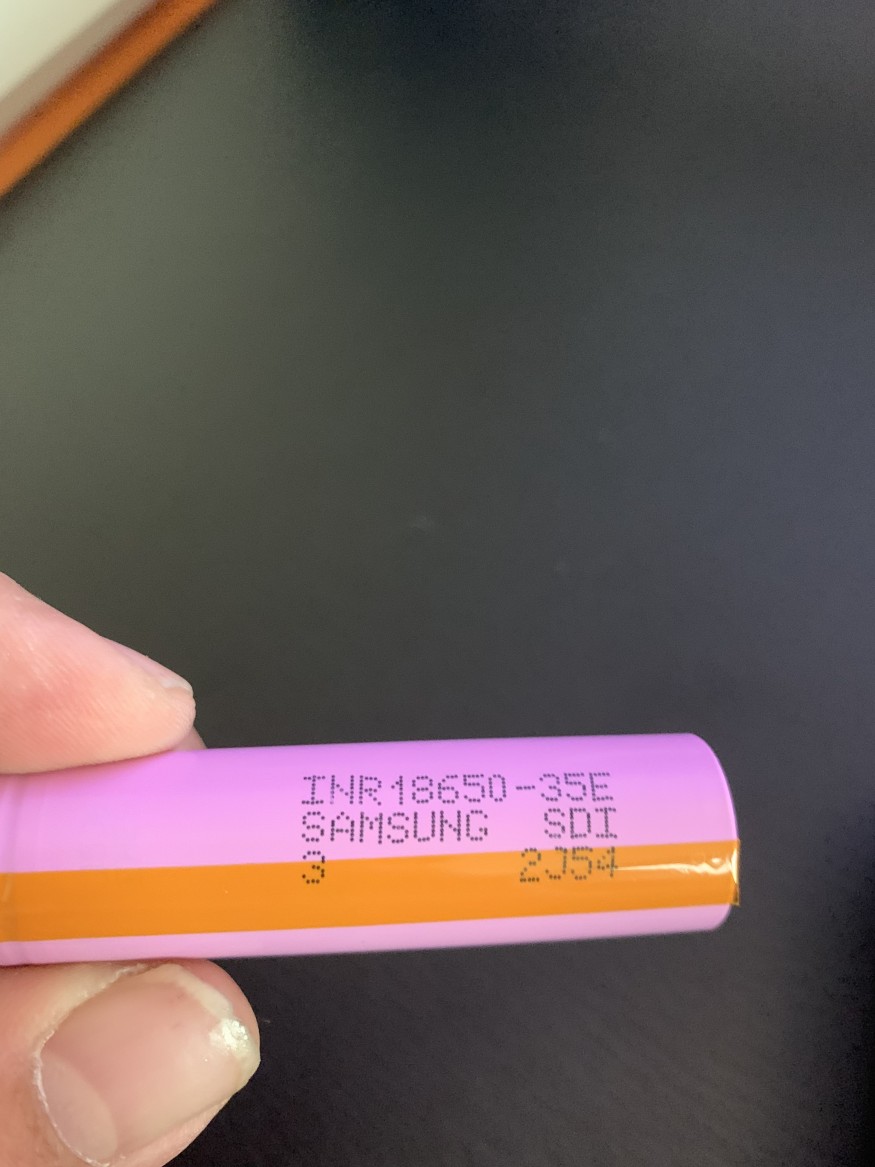 INR18650-35E
SAMSUNG SDI
3 2J54